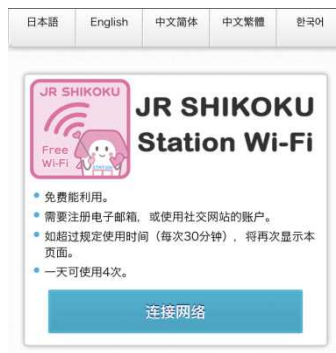 日本語
English
中文简体
中文繁體
한국어
JR SHIKOKU
Free
Wi-Fi
STATION
JR SHIKOKU
Station Wi-Fi
免费能利用。
需要注册电子邮箱，或使用社交网站的账户。
如超过规定使用时间（每次30分钟），将再次显示本
页面。
一天可使用4次。
连接网络